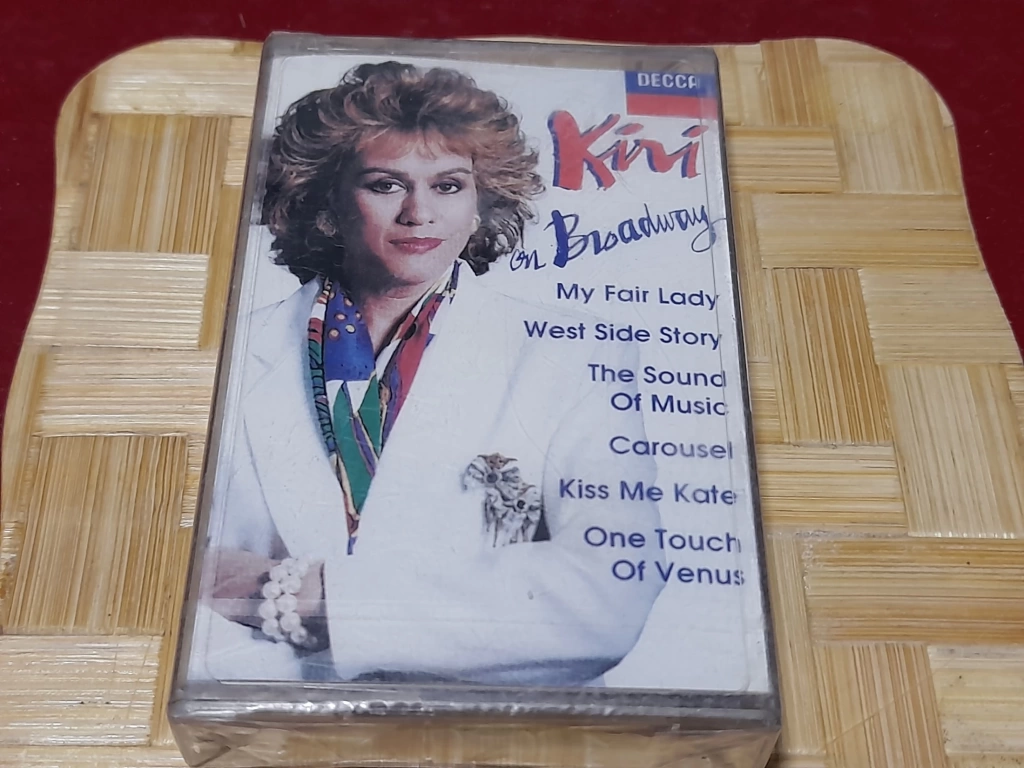 DECCA
Kiri
on Broadway
My Fair Lady
West Side Story
The Sound
Of Music
Carousel
Kiss Me Kate
One Touch
Of Venus